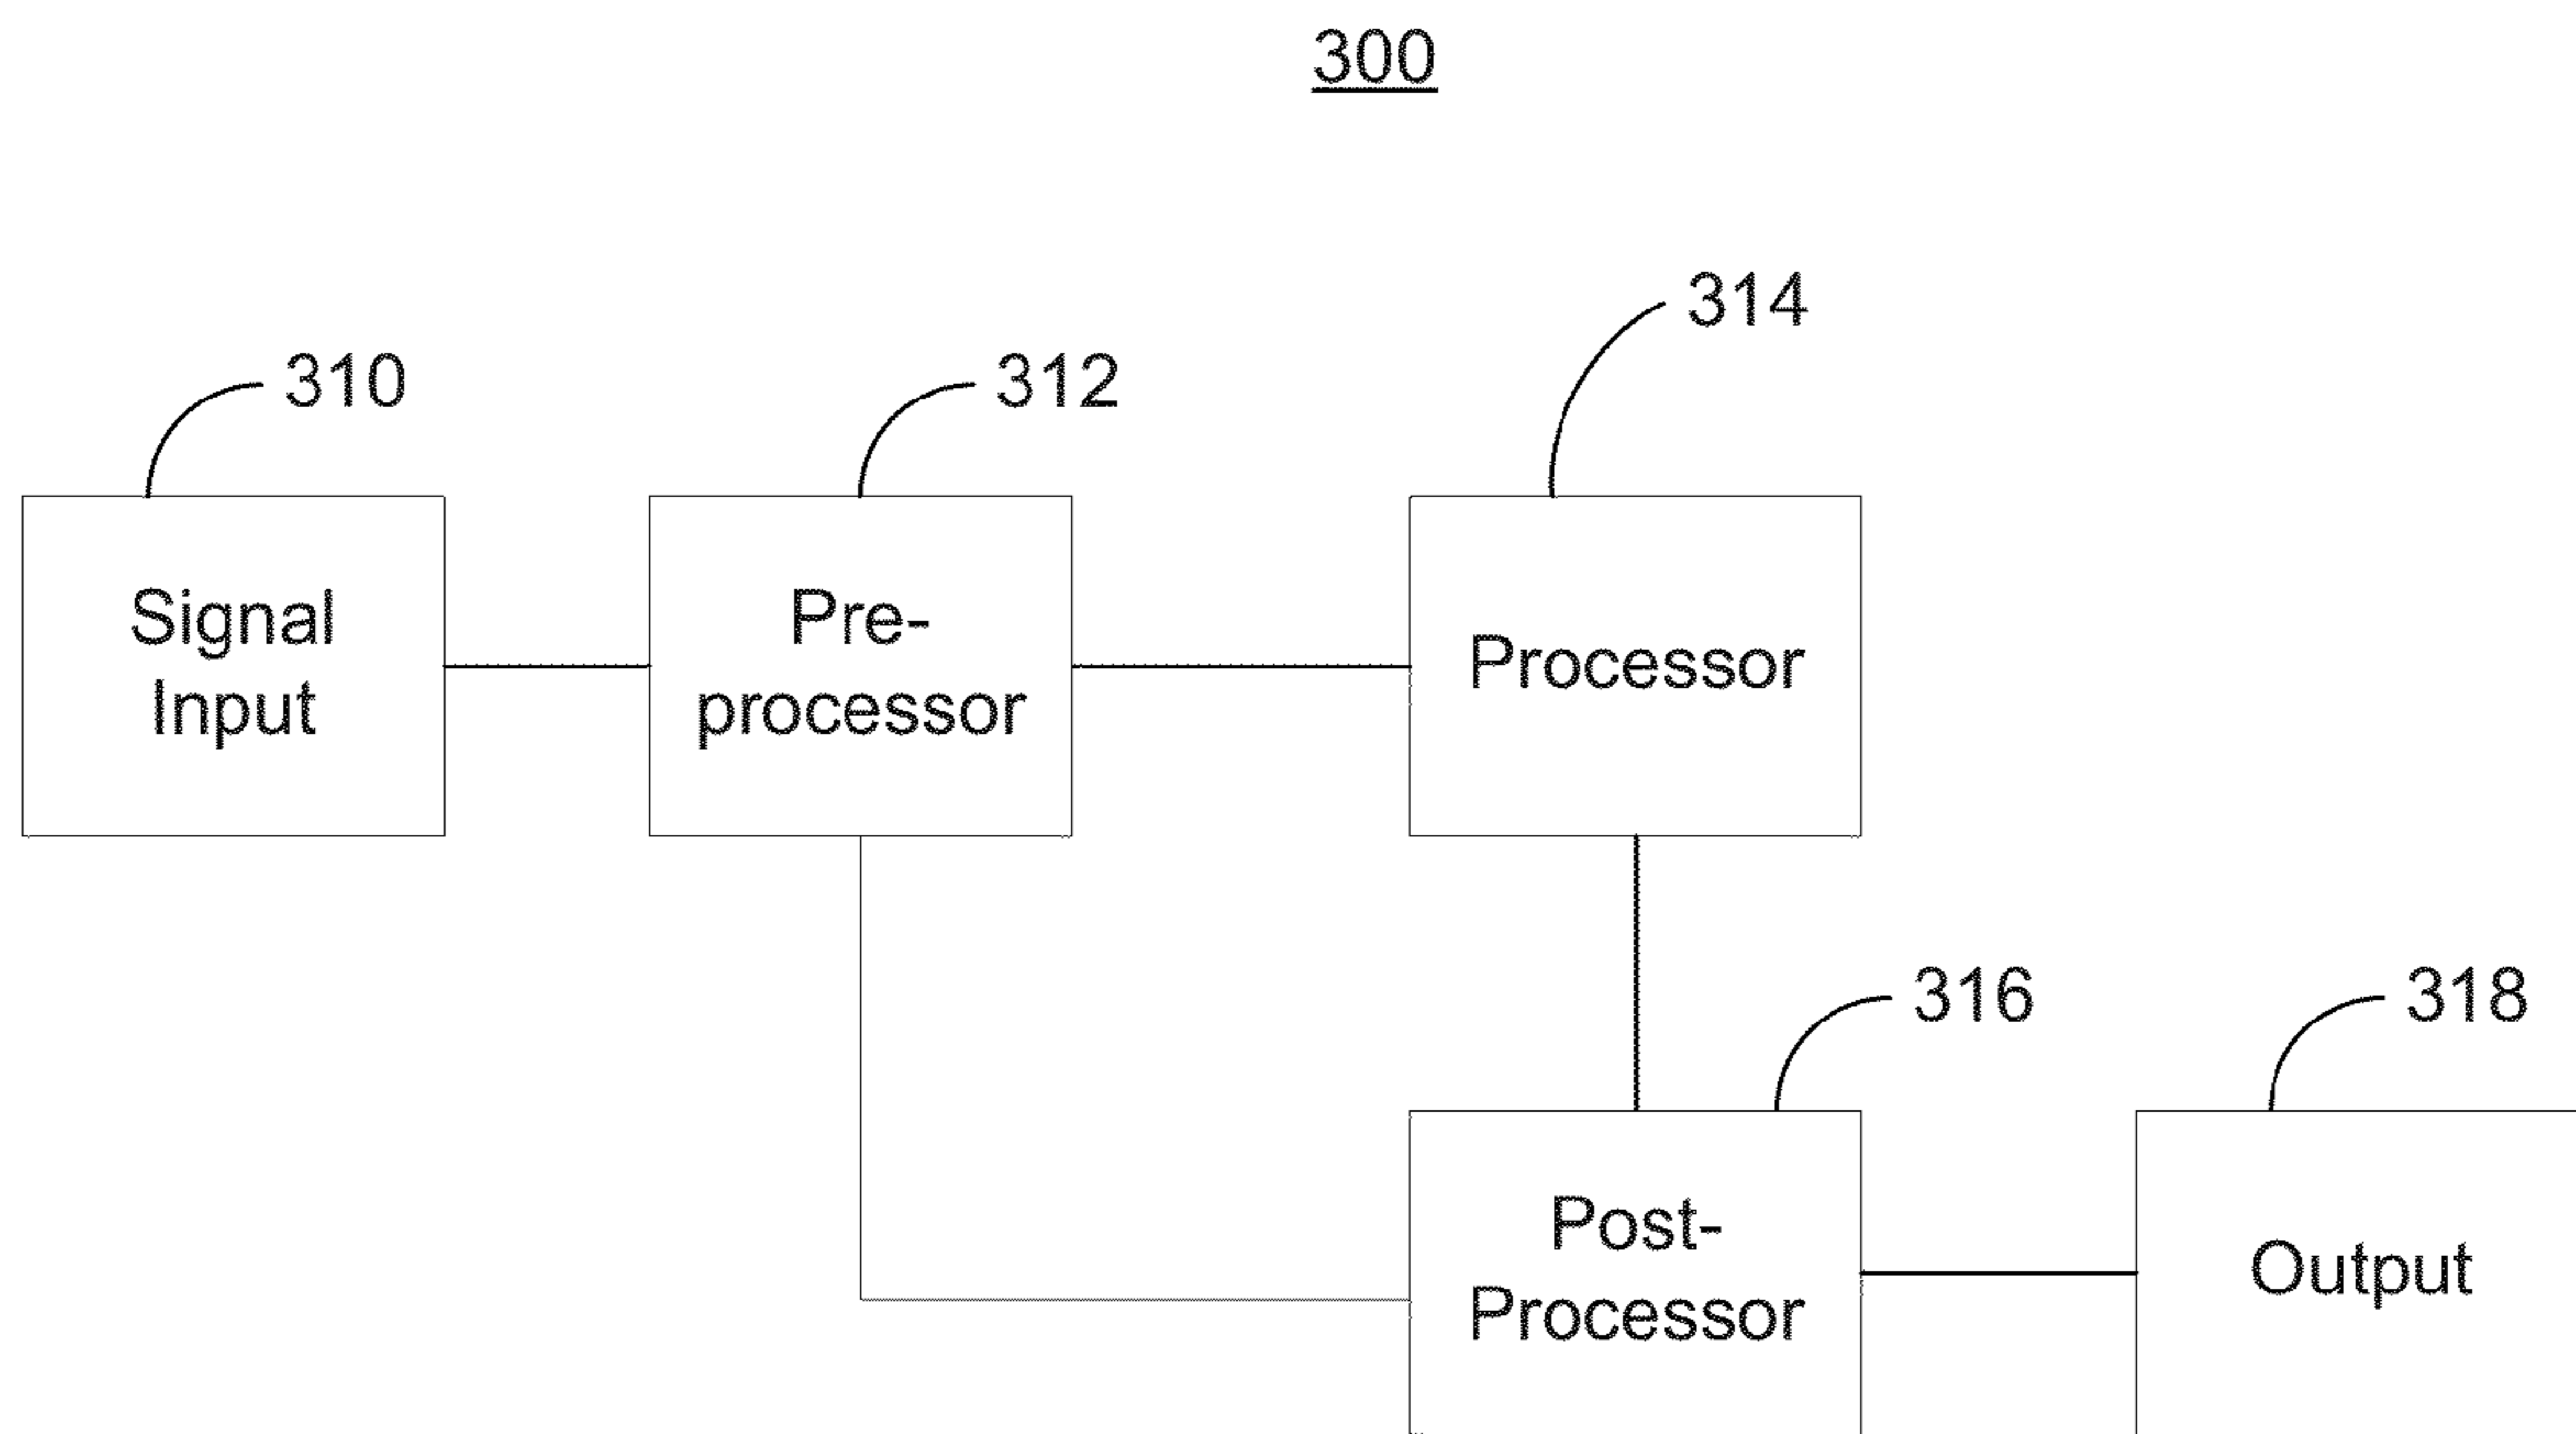 300
314
310
312
Signal
Input
Pre-
processor
Processor
316
318
Post-
Processor
Output